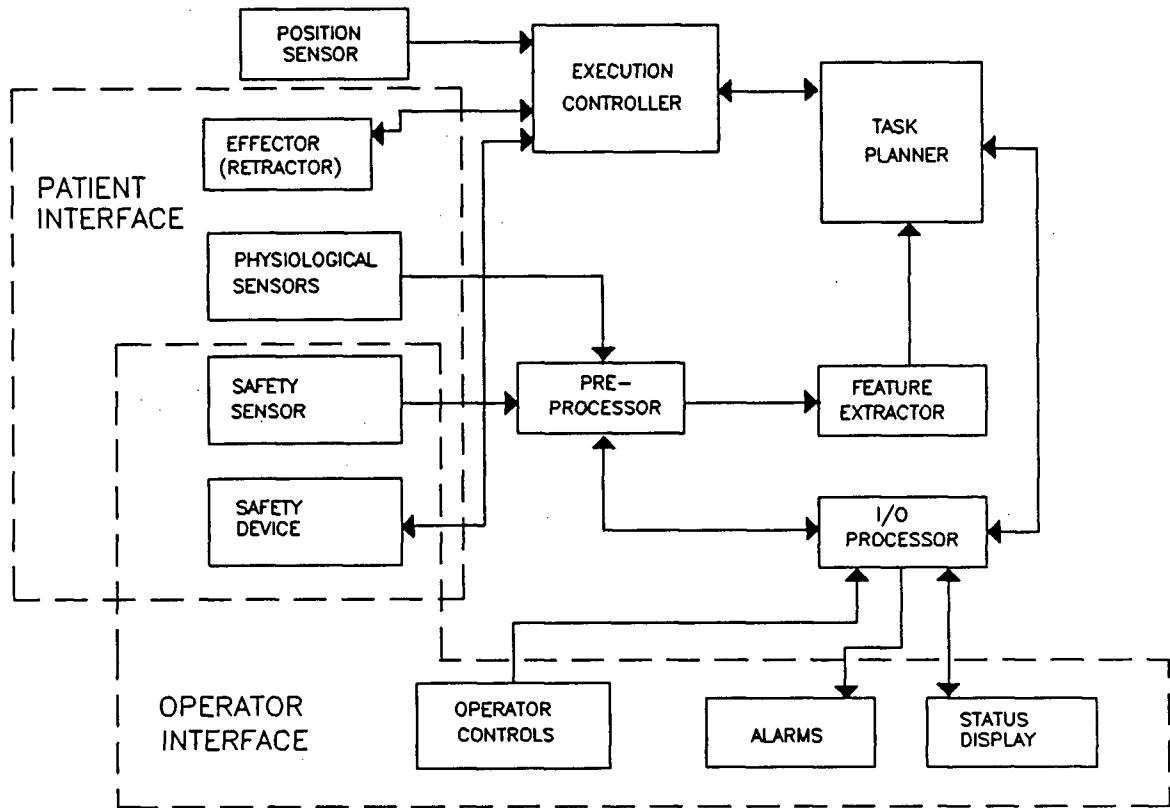 POSITION
SENSOR
EXECUTION
CONTROLLER
TASK
PLANNER
EFFECTOR
(RETRACTOR)
PATIENT
INTERFACE
PHYSIOLOGICAL
SENSORS
SAFETY
SENSOR
PRE-
PROCESSOR
FEATURE
EXTRACTOR
SAFETY
DEVICE
I/O
PROCESSOR
OPERATOR
INTERFACE
OPERATOR
CONTROLS
ALARMS
STATUS
DISPLAY